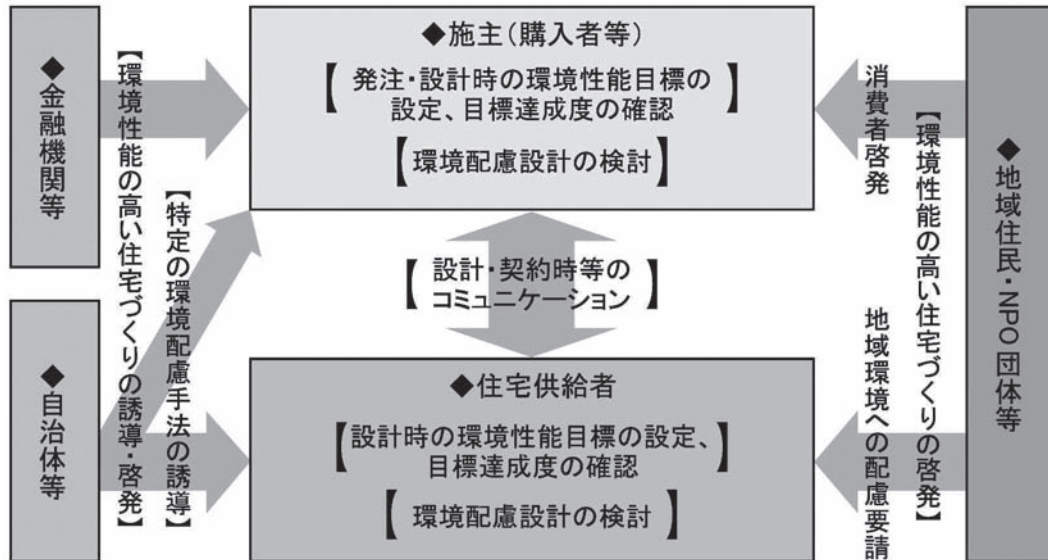 ◆金融機関等
◆自治体等
【環境性能の高い住宅づくりの誘導・啓発】
【特定の環境配慮手法の誘導】
◆施主(購入者等)
【発注・設計時の環境性能目標の
設定、目標達成度の確認】
【環境配慮設計の検討】
【設計・契約時等の
コミュニケーション】
◆住宅供給者
【設計時の環境性能目標の設定、
目標達成度の確認】
【環境配慮設計の検討】
消費者啓発
地域環境への配慮要請
【環境性能の高い住宅づくりの啓発】
◆地域住民・NPO団体等